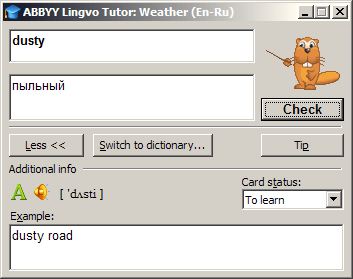 ABBYY Lingvo Tutor: Weather (En-Ru)
dusty
пыльный
Check
Less <<
Switch to dictionary...
Tip
Additional info
A
[ 'dʌsti ]
Card status:
To learn
Example:
dusty road